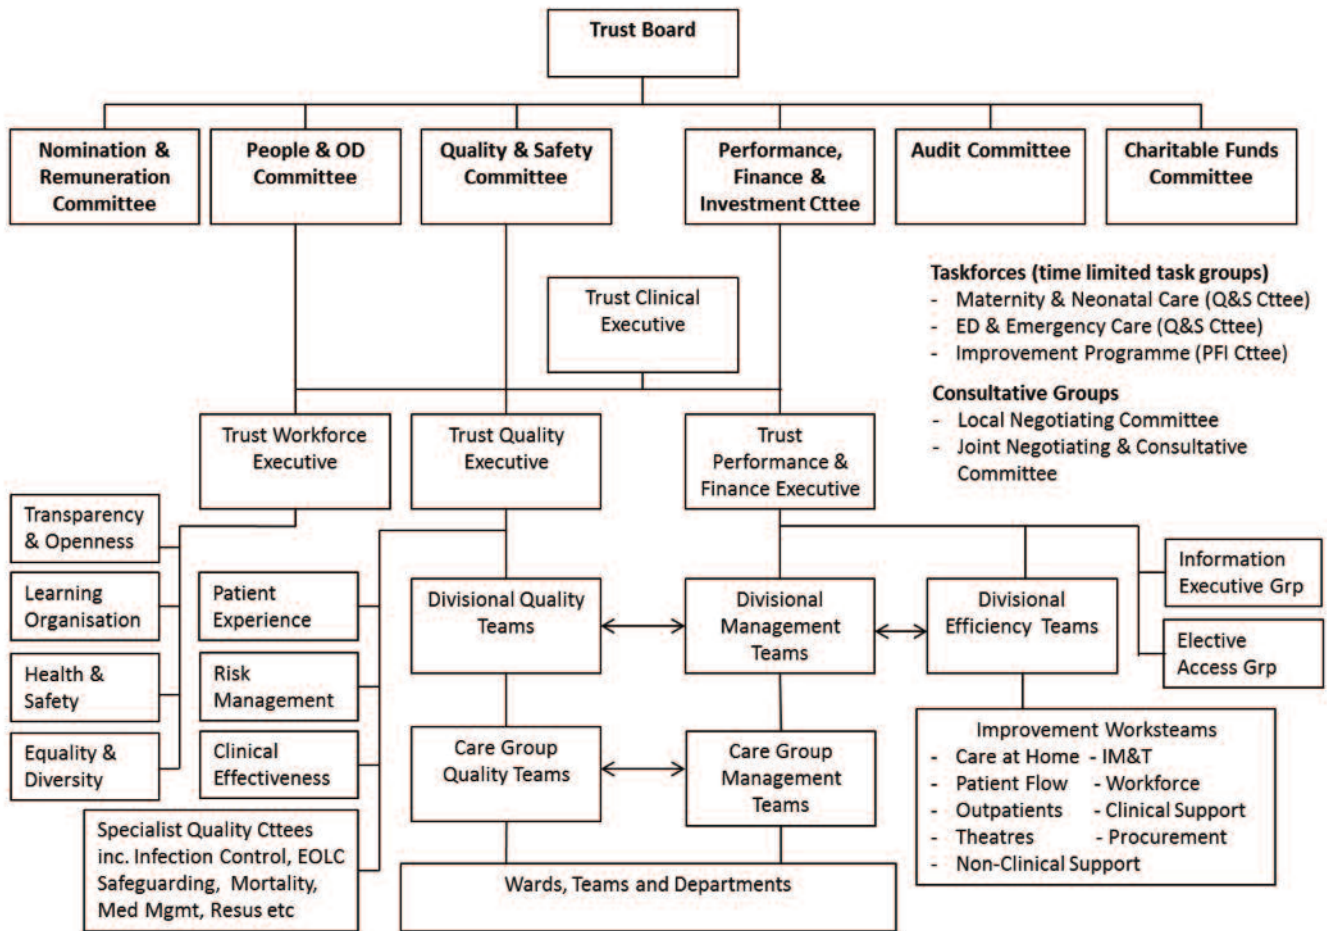 Trust Board
Nomination &
Remuneration
Committee
People & OD
Committee
Quality & Safety
Committee
Performance,
Finance &
Investment Cttee
Audit Committee
Charitable Funds
Committee
Trust Clinical
Executive
Taskforces (time limited task groups)
- Maternity & Neonatal Care (Q&S Cttee)
- ED & Emergency Care (Q&S Cttee)
- Improvement Programme (PFI Cttee)
Consultative Groups
- Local Negotiating Committee
- Joint Negotiating & Consultative
Committee
Trust Workforce
Executive
Trust Quality
Executive
Trust
Performance &
Finance Executive
Transparency
& Openness
Learning
Organisation
Health &
Safety
Equality &
Diversity
Patient
Experience
Risk
Management
Clinical
Effectiveness
Specialist Quality Cttees
inc. Infection Control, EOLC
Safeguarding, Mortality,
Med Mgmt, Resus etc
Divisional Quality
Teams
Divisional
Management
Teams
Divisional
Efficiency Teams
Information
Executive Grp
Elective
Access Grp
Care Group
Quality Teams
Care Group
Management
Teams
Improvement Worksteams
- Care at Home - IM&T
- Patient Flow - Workforce
- Outpatients - Clinical Support
- Theatres - Procurement
- Non-Clinical Support
Wards, Teams and Departments